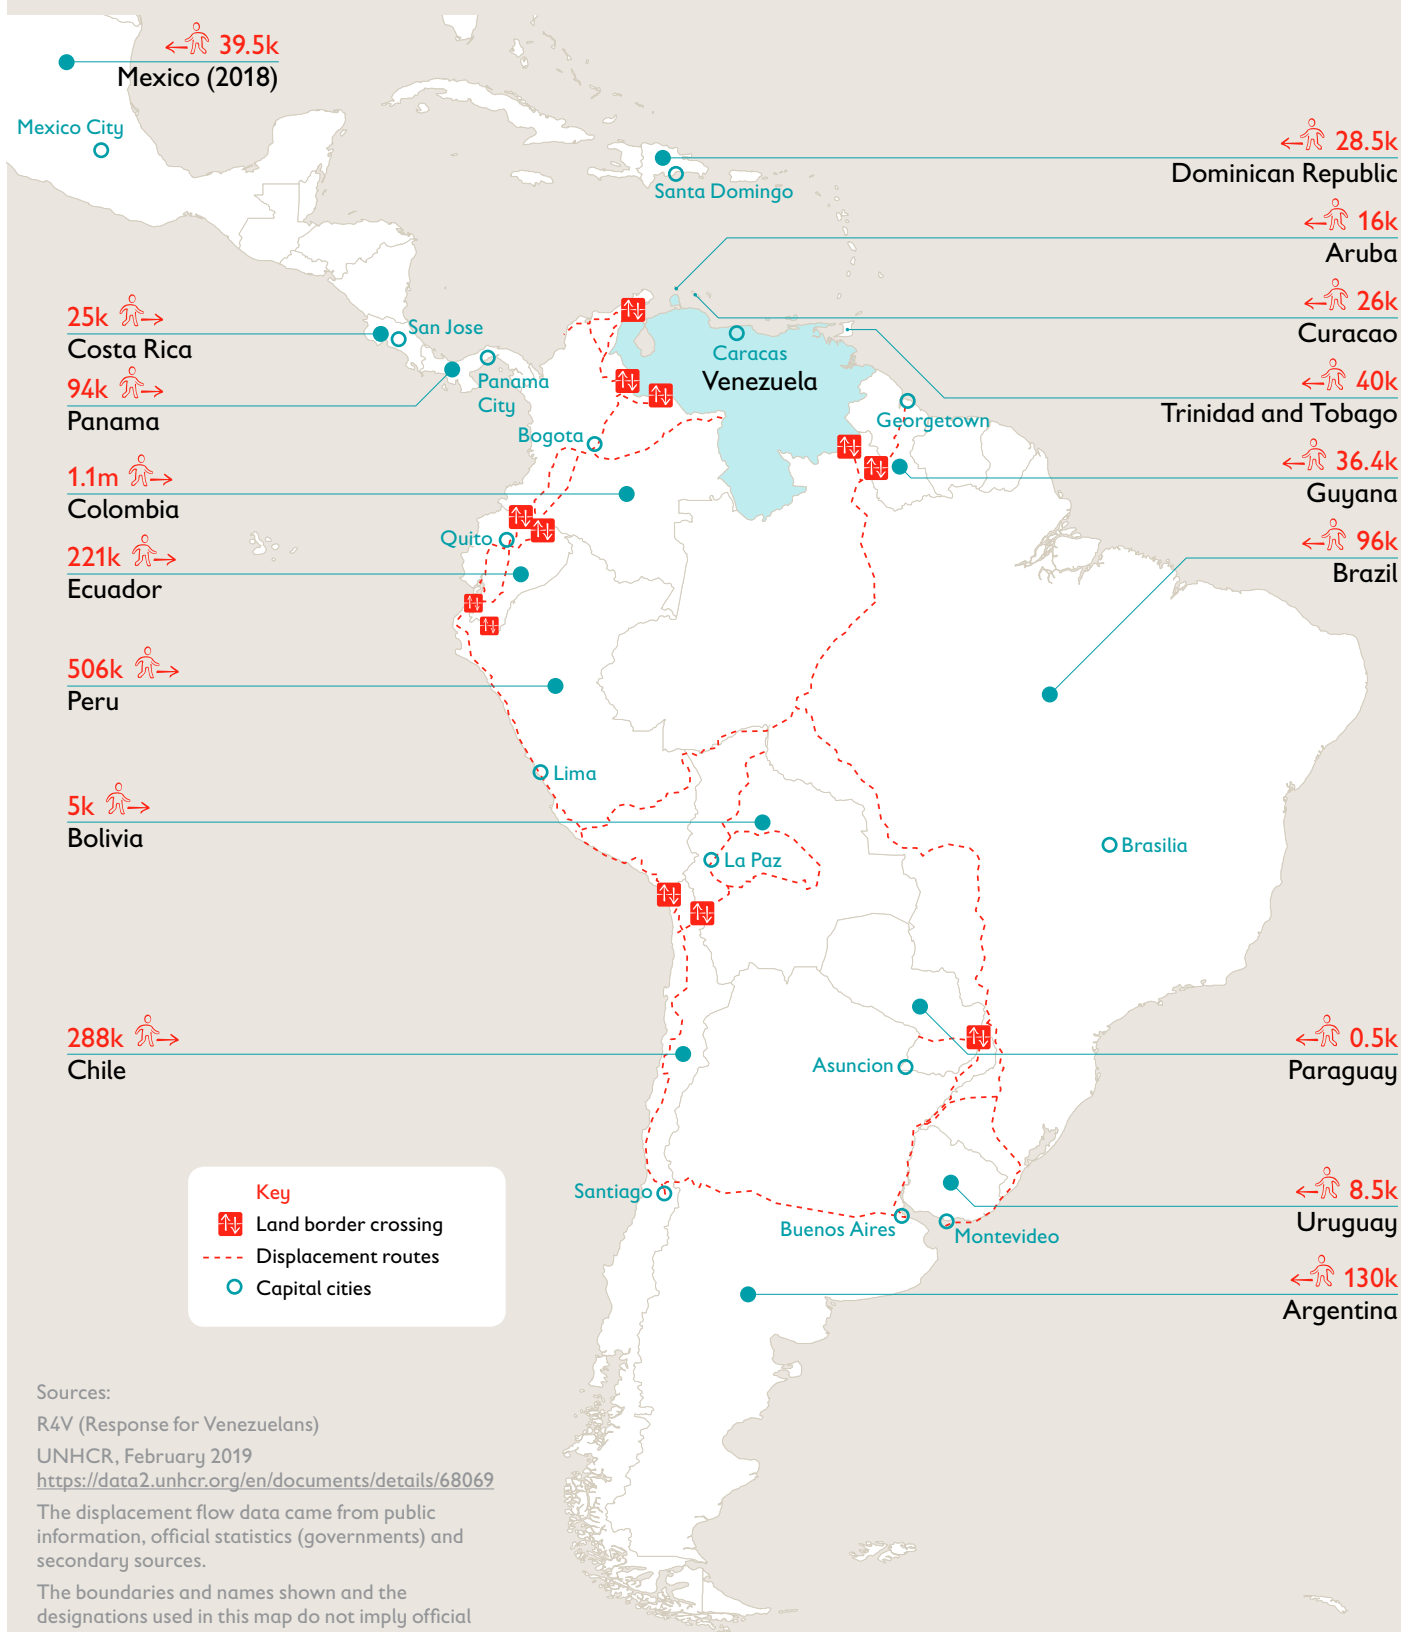 39.5k
Mexico (2018)
Mexico City
28.5k
Dominican Republic
Santa Domingo
16k
Aruba
26k
Curacao
40k
Trinidad and Tobago
36.4k
Guyana
96k
Brazil
25k
Costa Rica
San Jose
94k
Panama
Panama
City
Caracas
Venezuela
Georgetown
Bogota
1.1m
Colombia
Quito
221k
Ecuador
506k
Peru
Lima
5k
Bolivia
La Paz
Brasilia
288k
Chile
Asuncion
0.5k
Paraguay
Santiago
Buenos Aires
Montevideo
8.5k
Uruguay
130k
Argentina
Key
Land border crossing
Displacement routes
Capital cities
Sources:
R4V (Response for Venezuelans)
UNHCR, February 2019
https://data2.unhcr.org/en/documents/details/68069
The displacement flow data came from public
information, official statistics (governments) and
secondary sources.
The boundaries and names shown and the
designations used in this map do not imply official